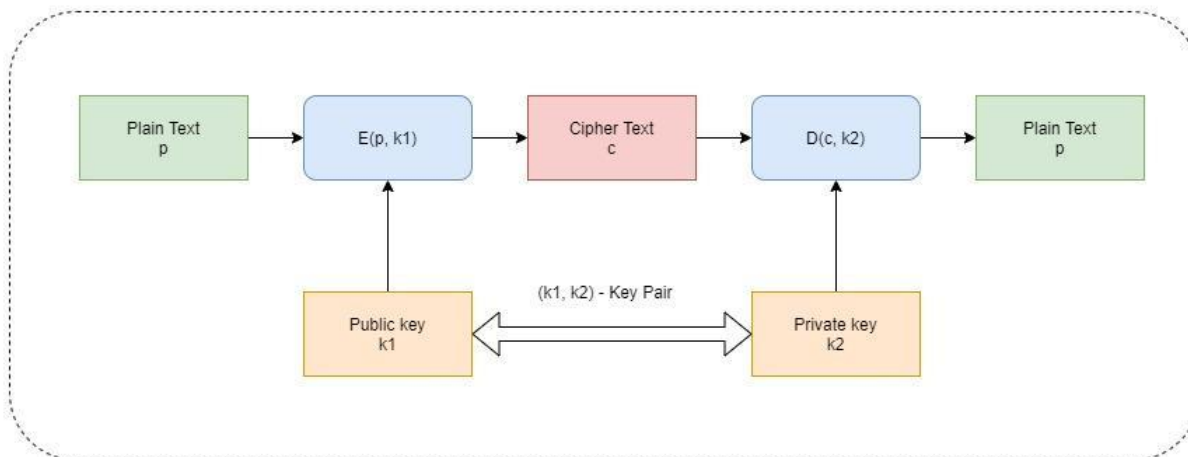 Plain Text
p
E(p, k1)
Cipher Text
c
D(c, k2)
Plain Text
p
(k1, k2) - Key Pair
Public key
k1
Private key
k2